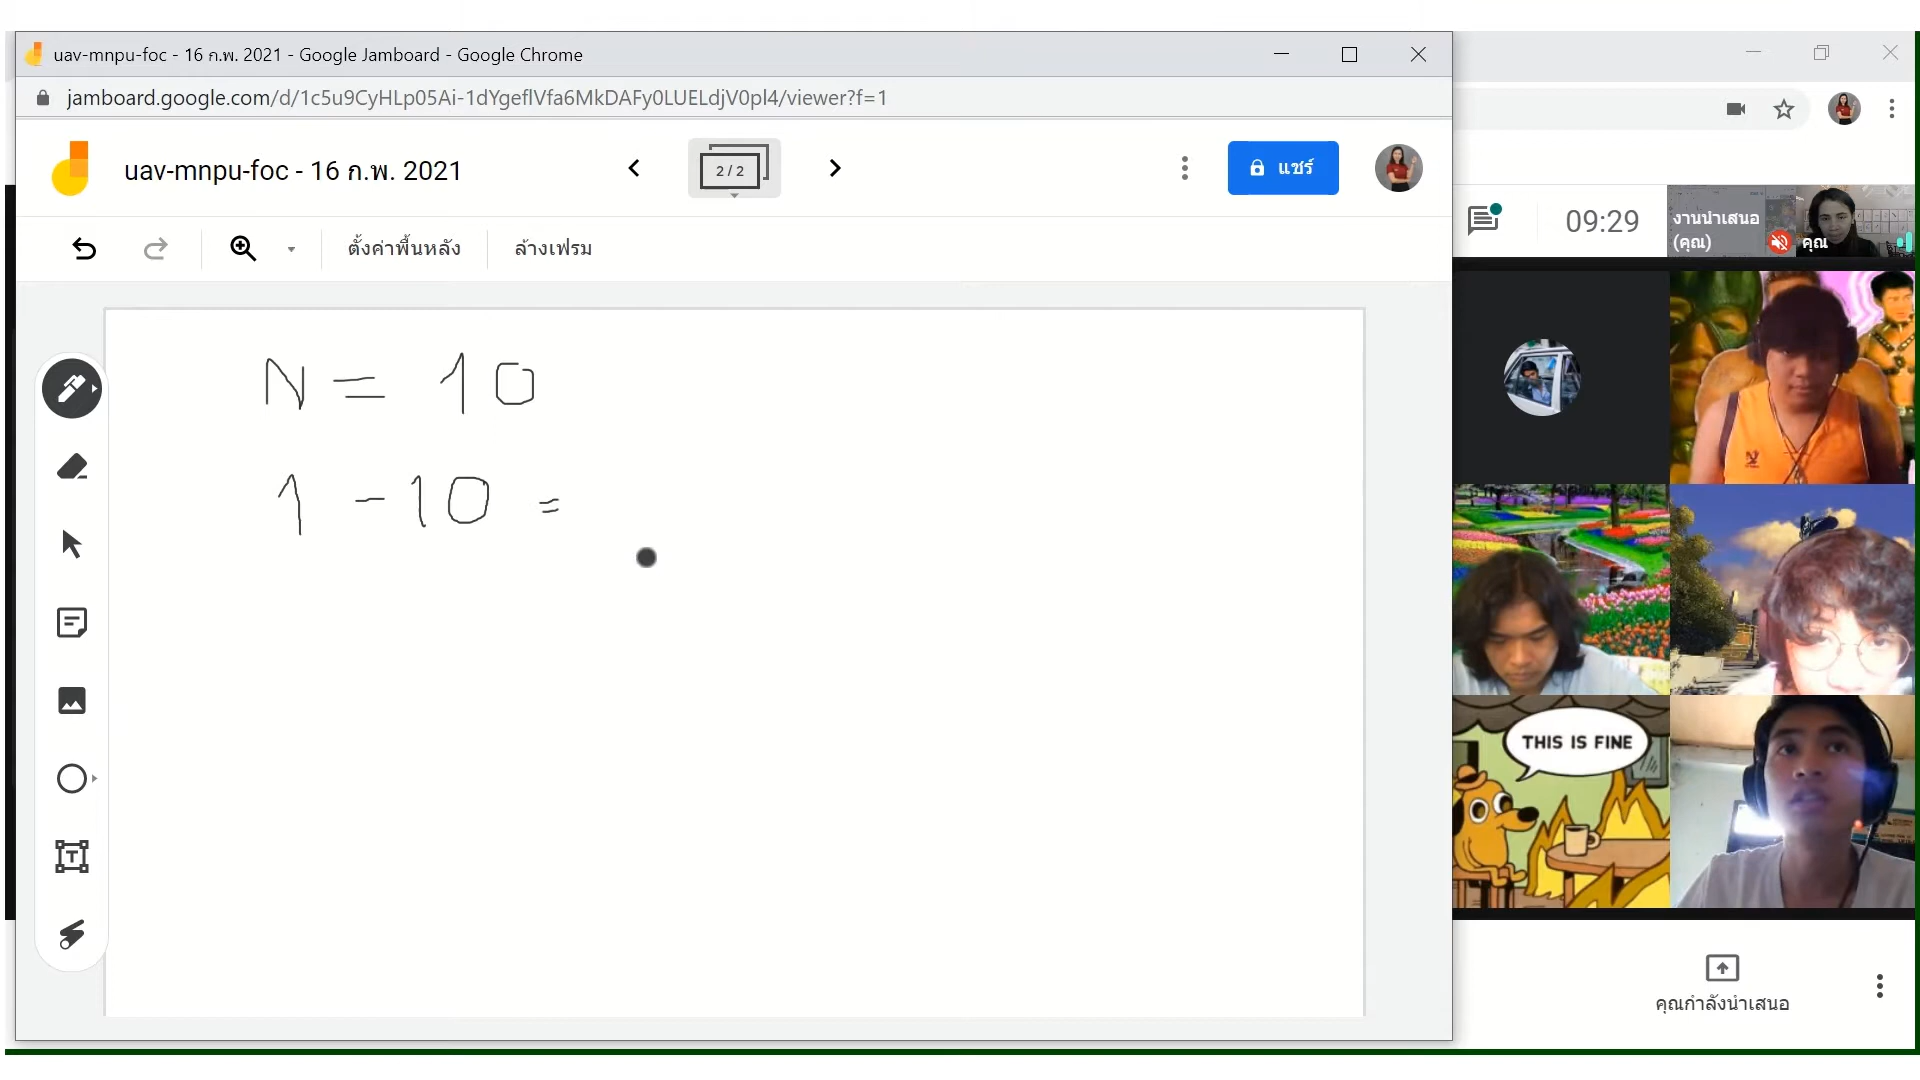 uav-mnpu-foc - 16 ก.พ. 2021 - Google Jamboard - Google Chrome
jamboard.google.com/d/1c5u9CyHLp05Ai-1dYgeflVfa6MkDAFy0LUELdjV0pl4/viewer?f=1
uav-mnpu-foc - 16 ก.พ. 2021
2 / 2
แชร์
ตั้งค่าพื้นหลัง
ล้างเฟรม
N = 10
1 - 10 =
09:29
งานนำเสนอ
(คุณ)
คุณ
THIS IS FINE
คุณกำลังนำเสนอ